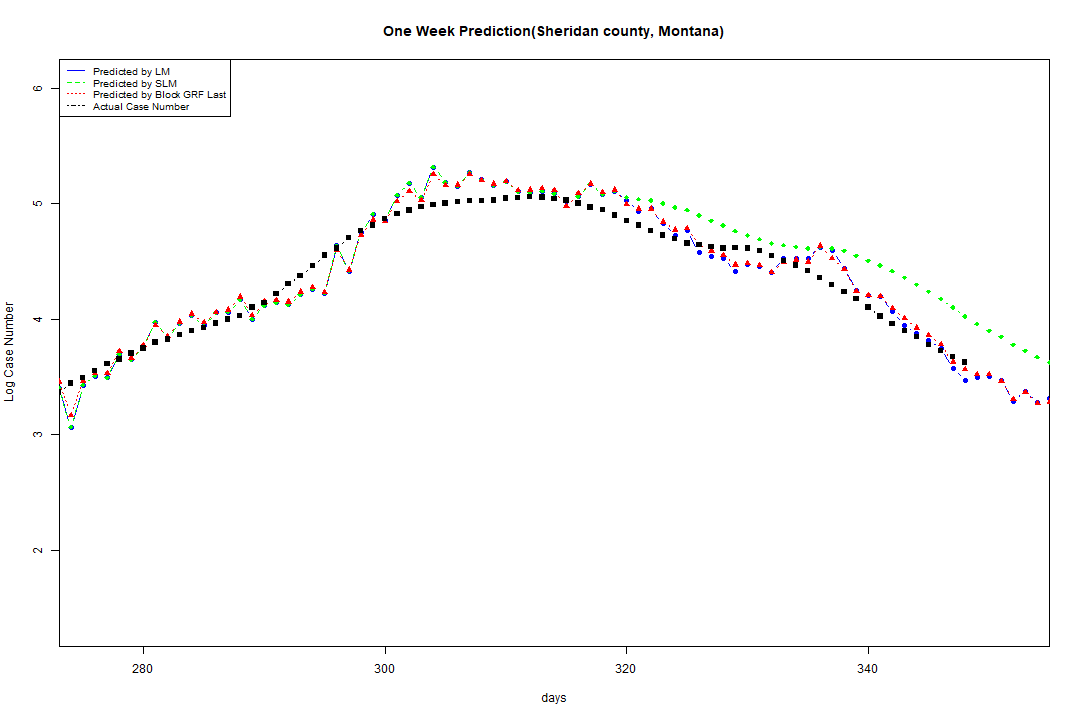 One Week Prediction(Sheridan county, Montana)
Predicted by LM
Predicted by SLM
Predicted by Block GRF Last
Actual Case Number
6
5
4
3
2
Log Case Number
280 300 320 340
days